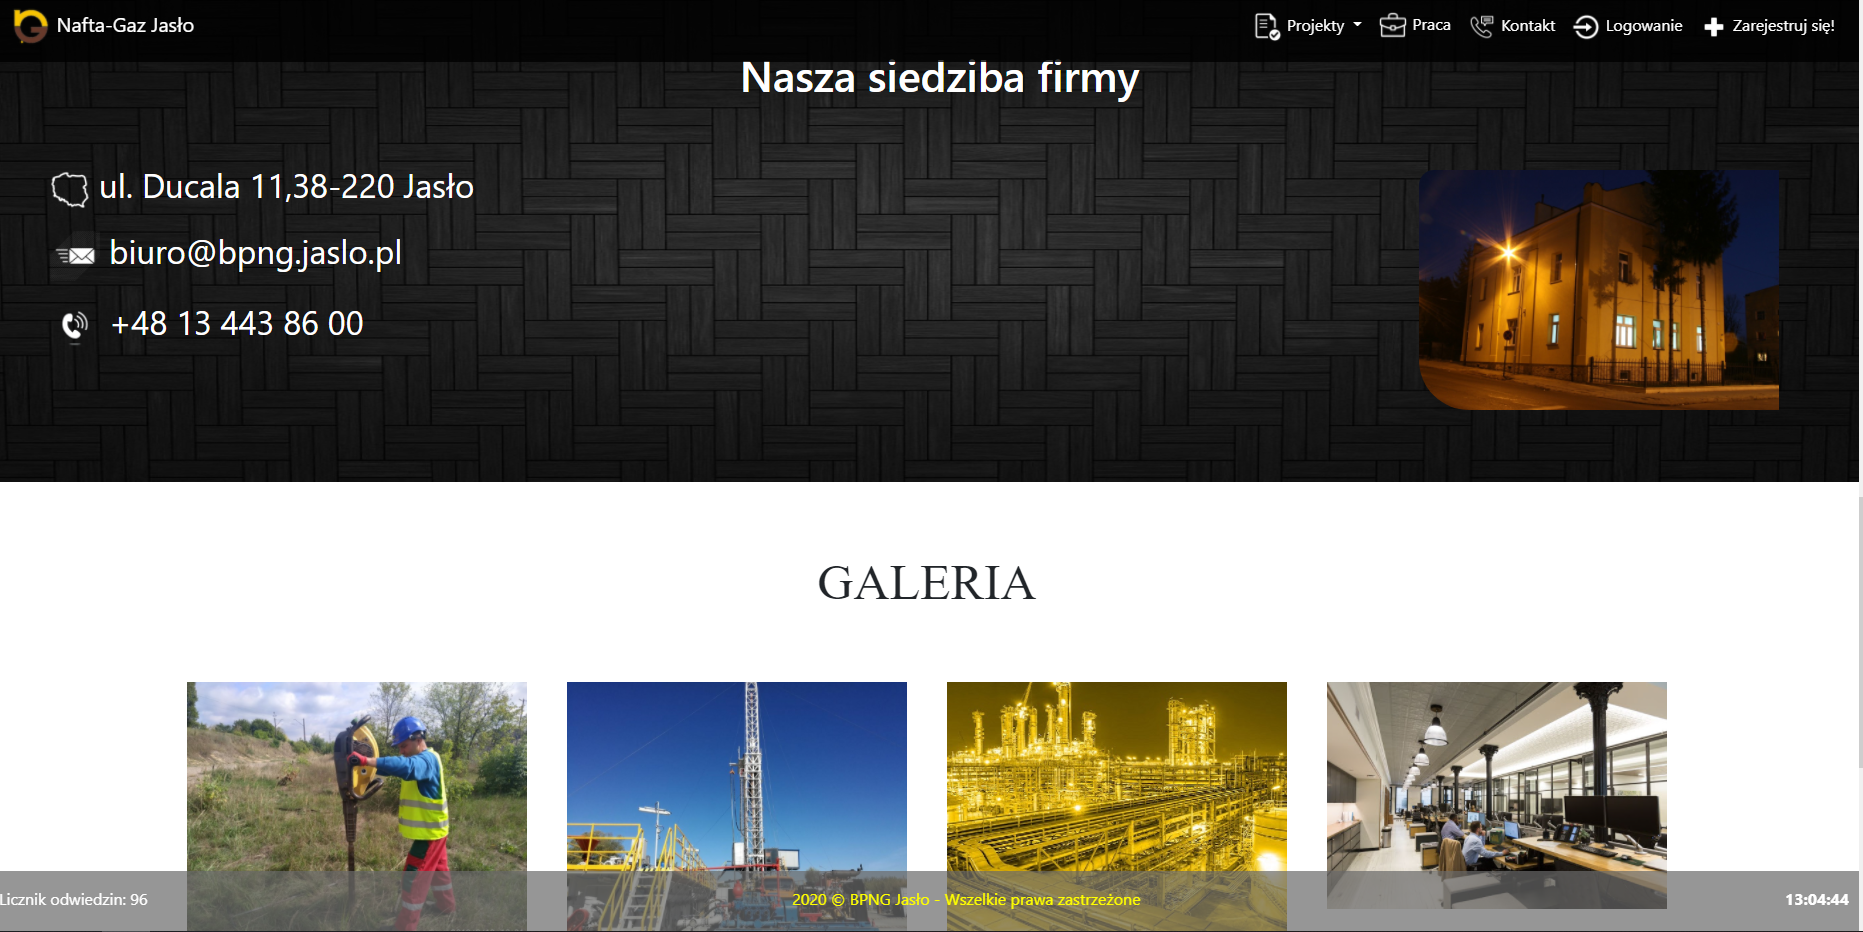 Nafta-Gaz Jasło
Projekty
Praca
Kontakt
Logowanie
Zarejestruj się!
Nasza siedziba firmy
ul. Ducala 11,38-220 Jasło
biuro@bpng.jaslo.pl
+48 13 443 86 00
GALERIA
Licznik odwiedzin: 96
2020 © BPNG Jasło - Wszelkie prawa zastrzeżone
13:04:44